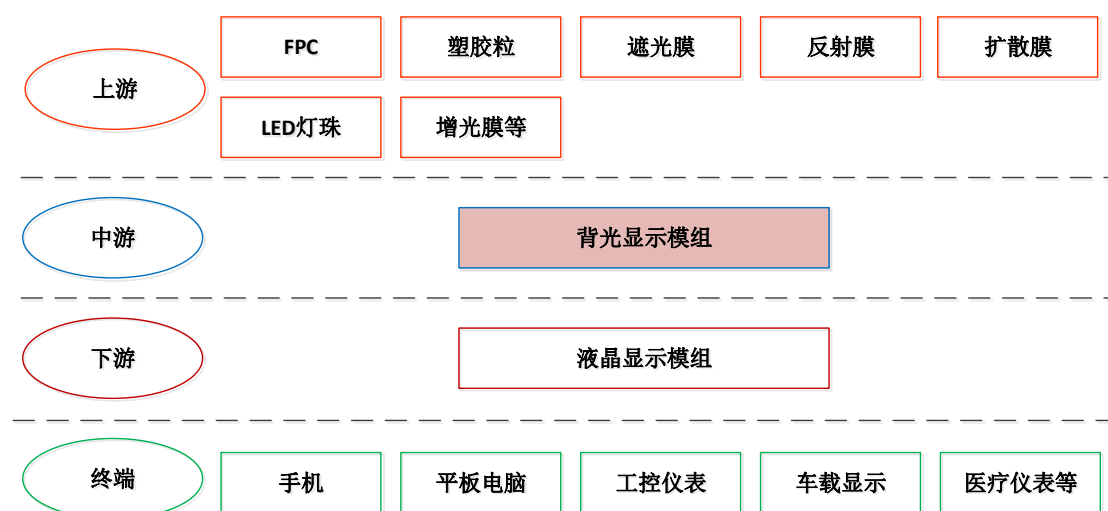 上游
FPC
塑胶粒
遮光膜
反射膜
扩散膜
LED灯珠
增光膜等
中游
背光显示模组
下游
液晶显示模组
终端
手机
平板电脑
工控仪表
车载显示
医疗仪表等